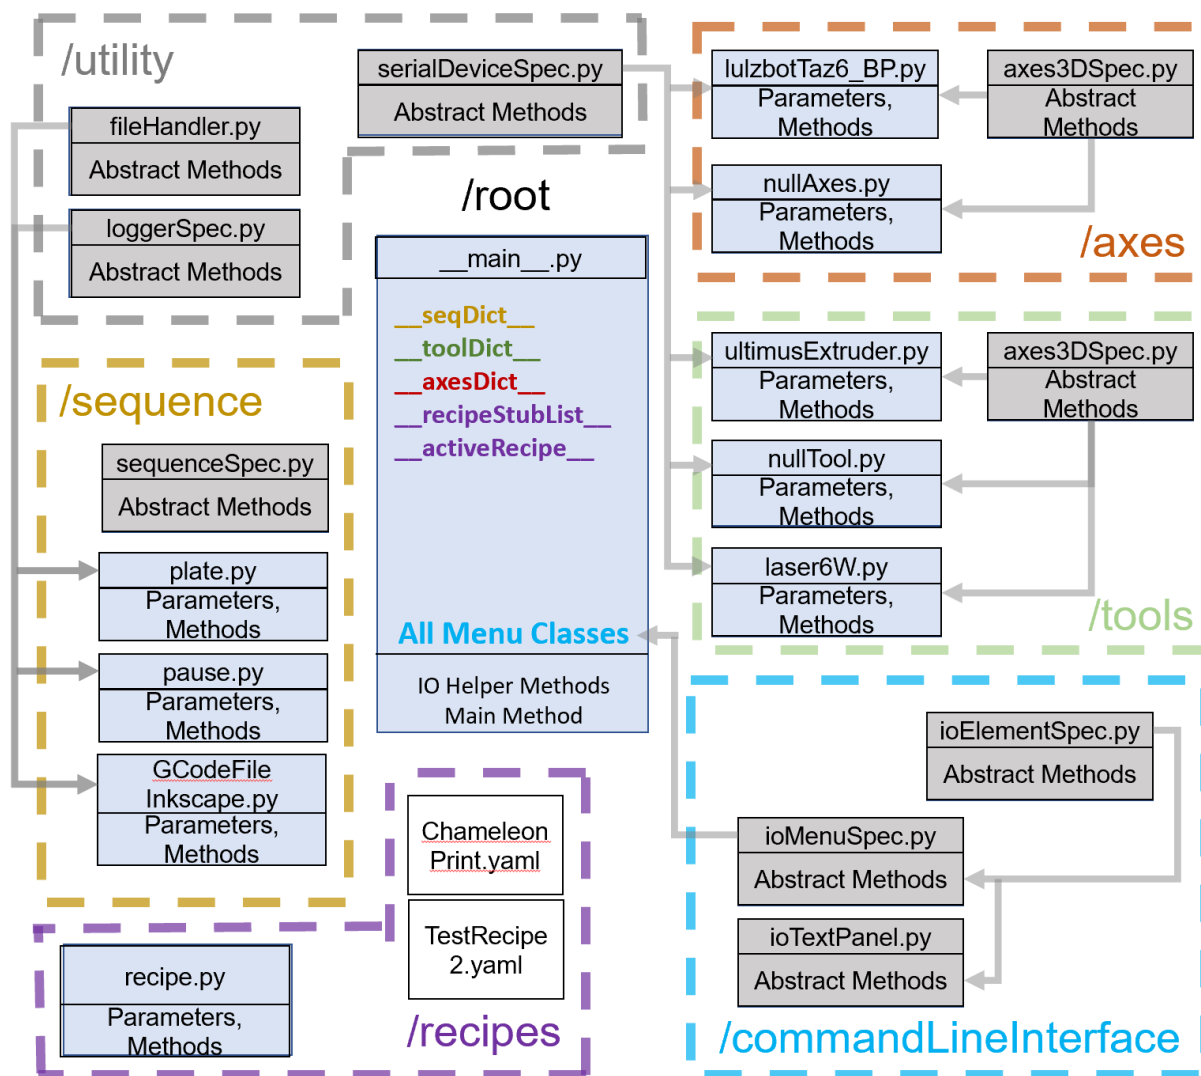 /utility
serialDeviceSpec.py
Abstract Methods
fileHandler.py
Abstract Methods
loggerSpec.py
Abstract Methods
/root
__main__.py
__seqDict__
__toolDict__
__axesDict__
__recipeStubList__
__activeRecipe__
All Menu Classes
IO Helper Methods
Main Method
lulzbotTaz6_BP.py
Parameters,
Methods
axes3DSpec.py
Abstract
Methods
nullAxes.py
Parameters,
Methods
/axes
ultimusExtruder.py
Parameters,
Methods
axes3DSpec.py
Abstract
Methods
nullTool.py
Parameters,
Methods
laser6W.py
Parameters,
Methods
/tools
/sequence
sequenceSpec.py
Abstract Methods
plate.py
Parameters,
Methods
pause.py
Parameters,
Methods
GCodeFile
Inkscape.py
Parameters,
Methods
Chameleon
Print.yaml
TestRecipe
2.yaml
recipe.py
Parameters,
Methods
/recipes
ioElementSpec.py
Abstract Methods
ioMenuSpec.py
Abstract Methods
ioTextPanel.py
Abstract Methods
/commandLineInterface